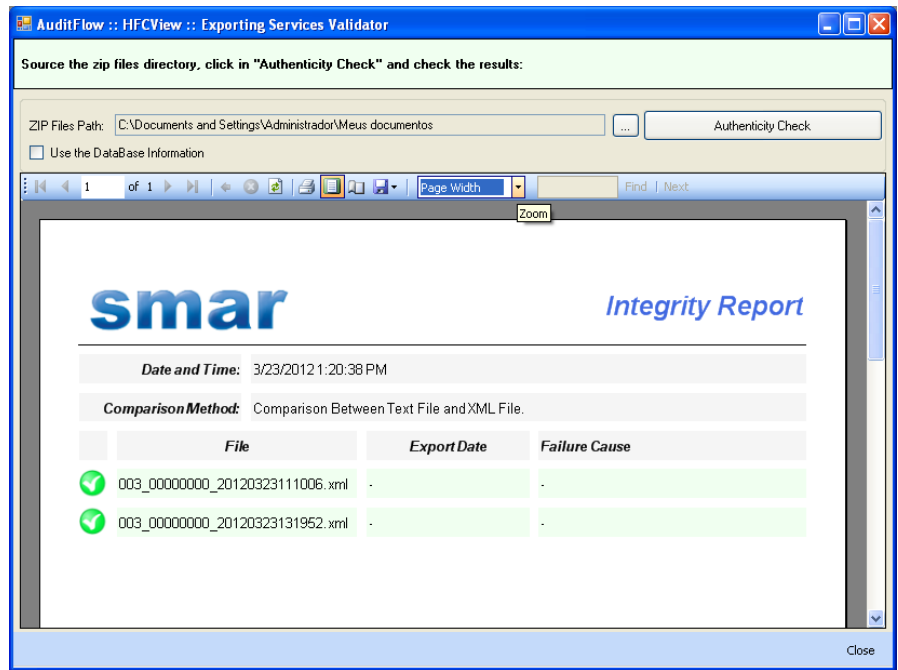 AuditFlow :: HFCView :: Exporting Services Validator
Source the zip files directory, click in "Authenticity Check" and check the results:
ZIP Files Path: C:\Documents and Settings\Administrador\Meus documentos ... Authenticity Check
Use the DataBase Information
1 of 1 Page Width Find | Next
Zoom
smar Integrity Report
Date and Time: 3/23/2012 1:20:38 PM
Comparison Method: Comparison Between Text File and XML File.
File Export Date Failure Cause
003_00000000_20120323111006.xml - -
003_00000000_20120323131952.xml - -
Close